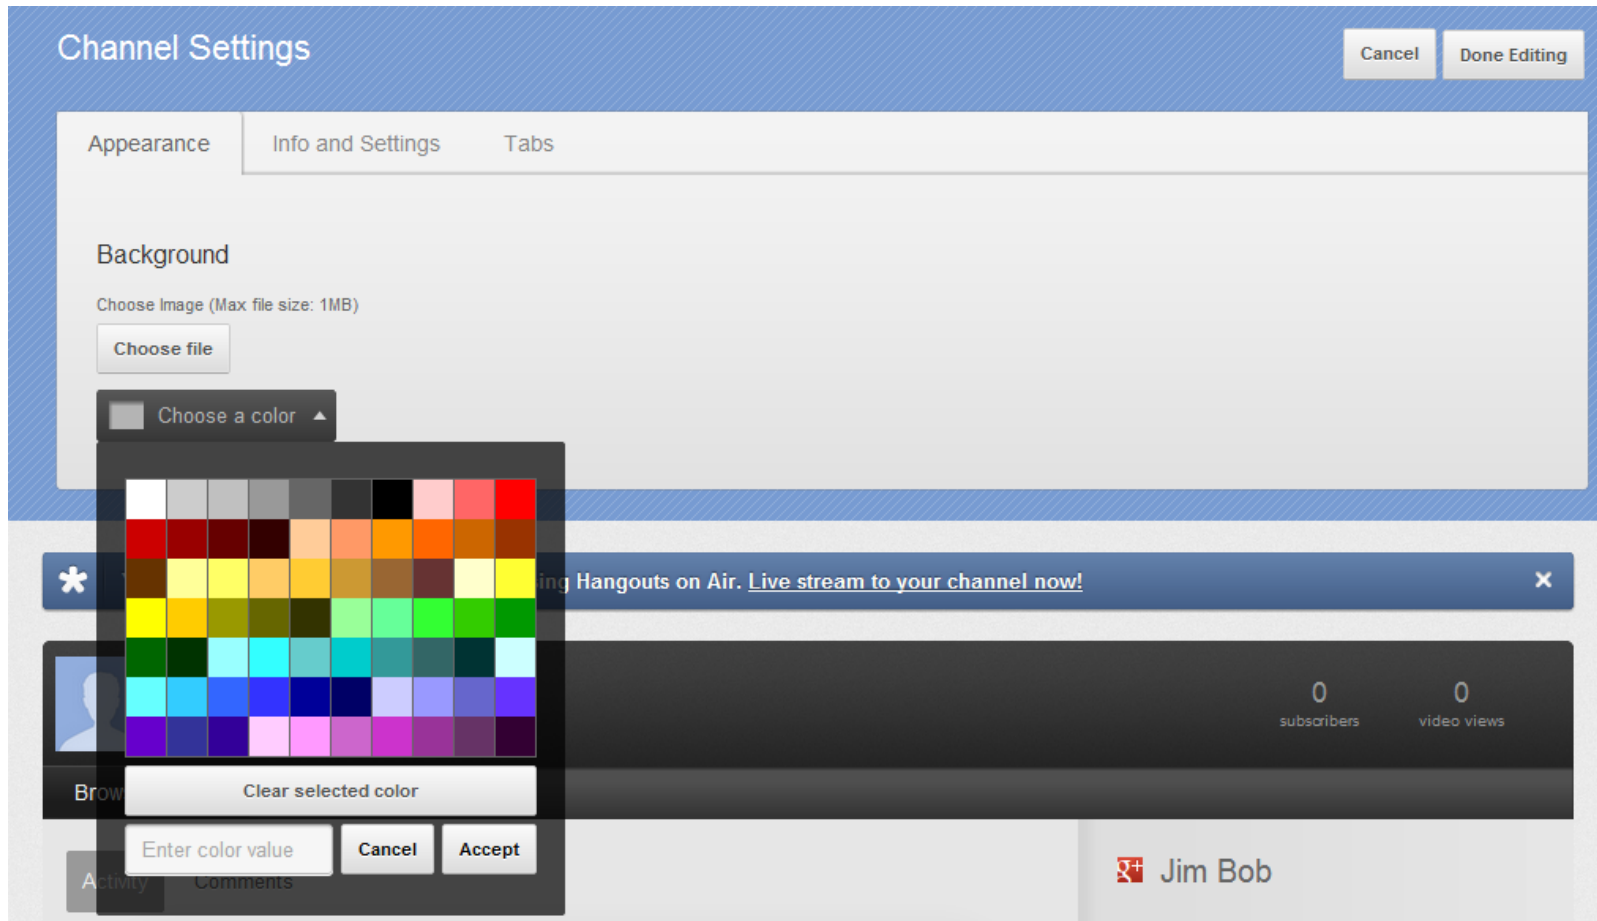 Channel Settings
Cancel
Done Editing
Appearance
Info and Settings
Tabs
Background
Choose Image (Max file size: 1MB)
Choose file
Choose a color
Hangouts on Air. Live stream to your channel now!
0
subscribers
0
video views
Clear selected color
Enter color value
Cancel
Accept
Activity
Comments
g+
Jim Bob